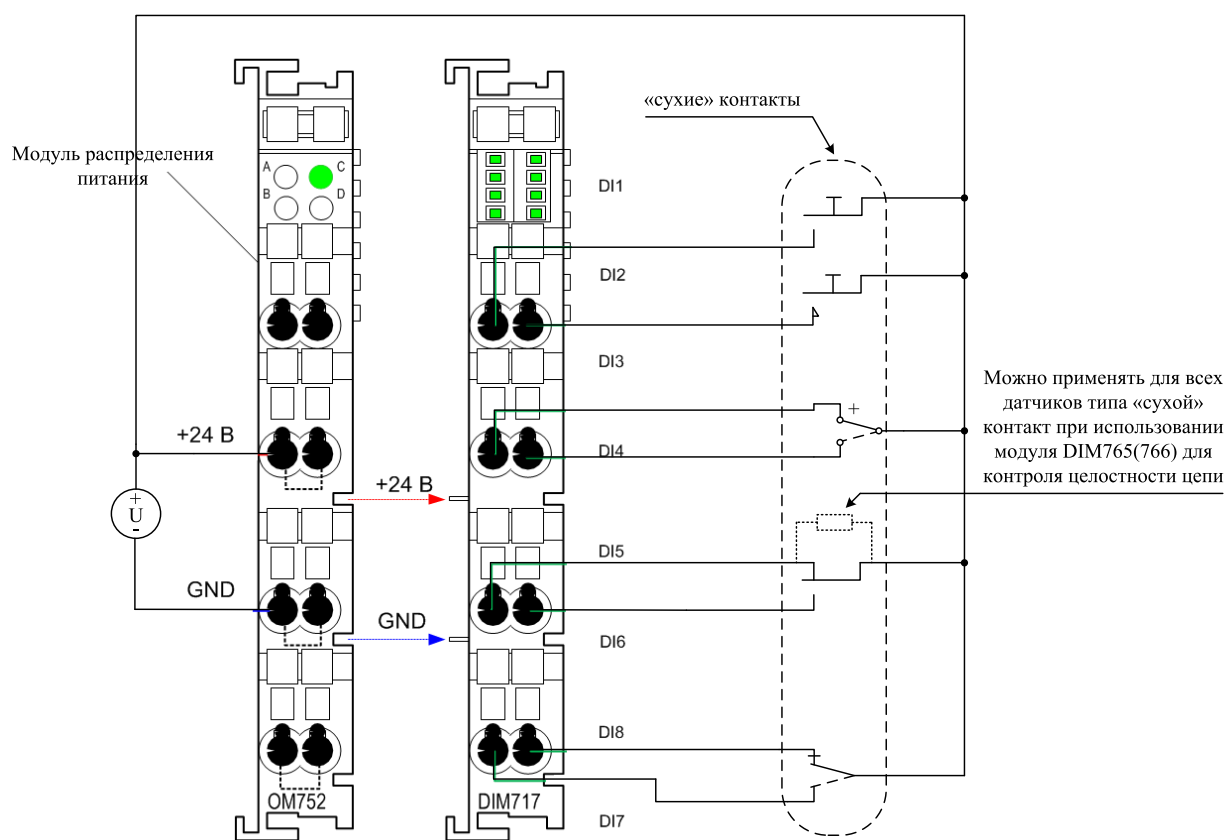 «сухие» контакты
Модуль распределения
питания
A
C
B
D
DI1
DI2
DI3
Можно применять для всех
датчиков типа «сухой»
контакт при использовании
модуля DIM765(766) для
контроля целостности цепи
+
+24 В
DI4
+24 В
+
U
-
DI5
GND
GND
DI6
DI8
+
OM752
DIM717
DI7